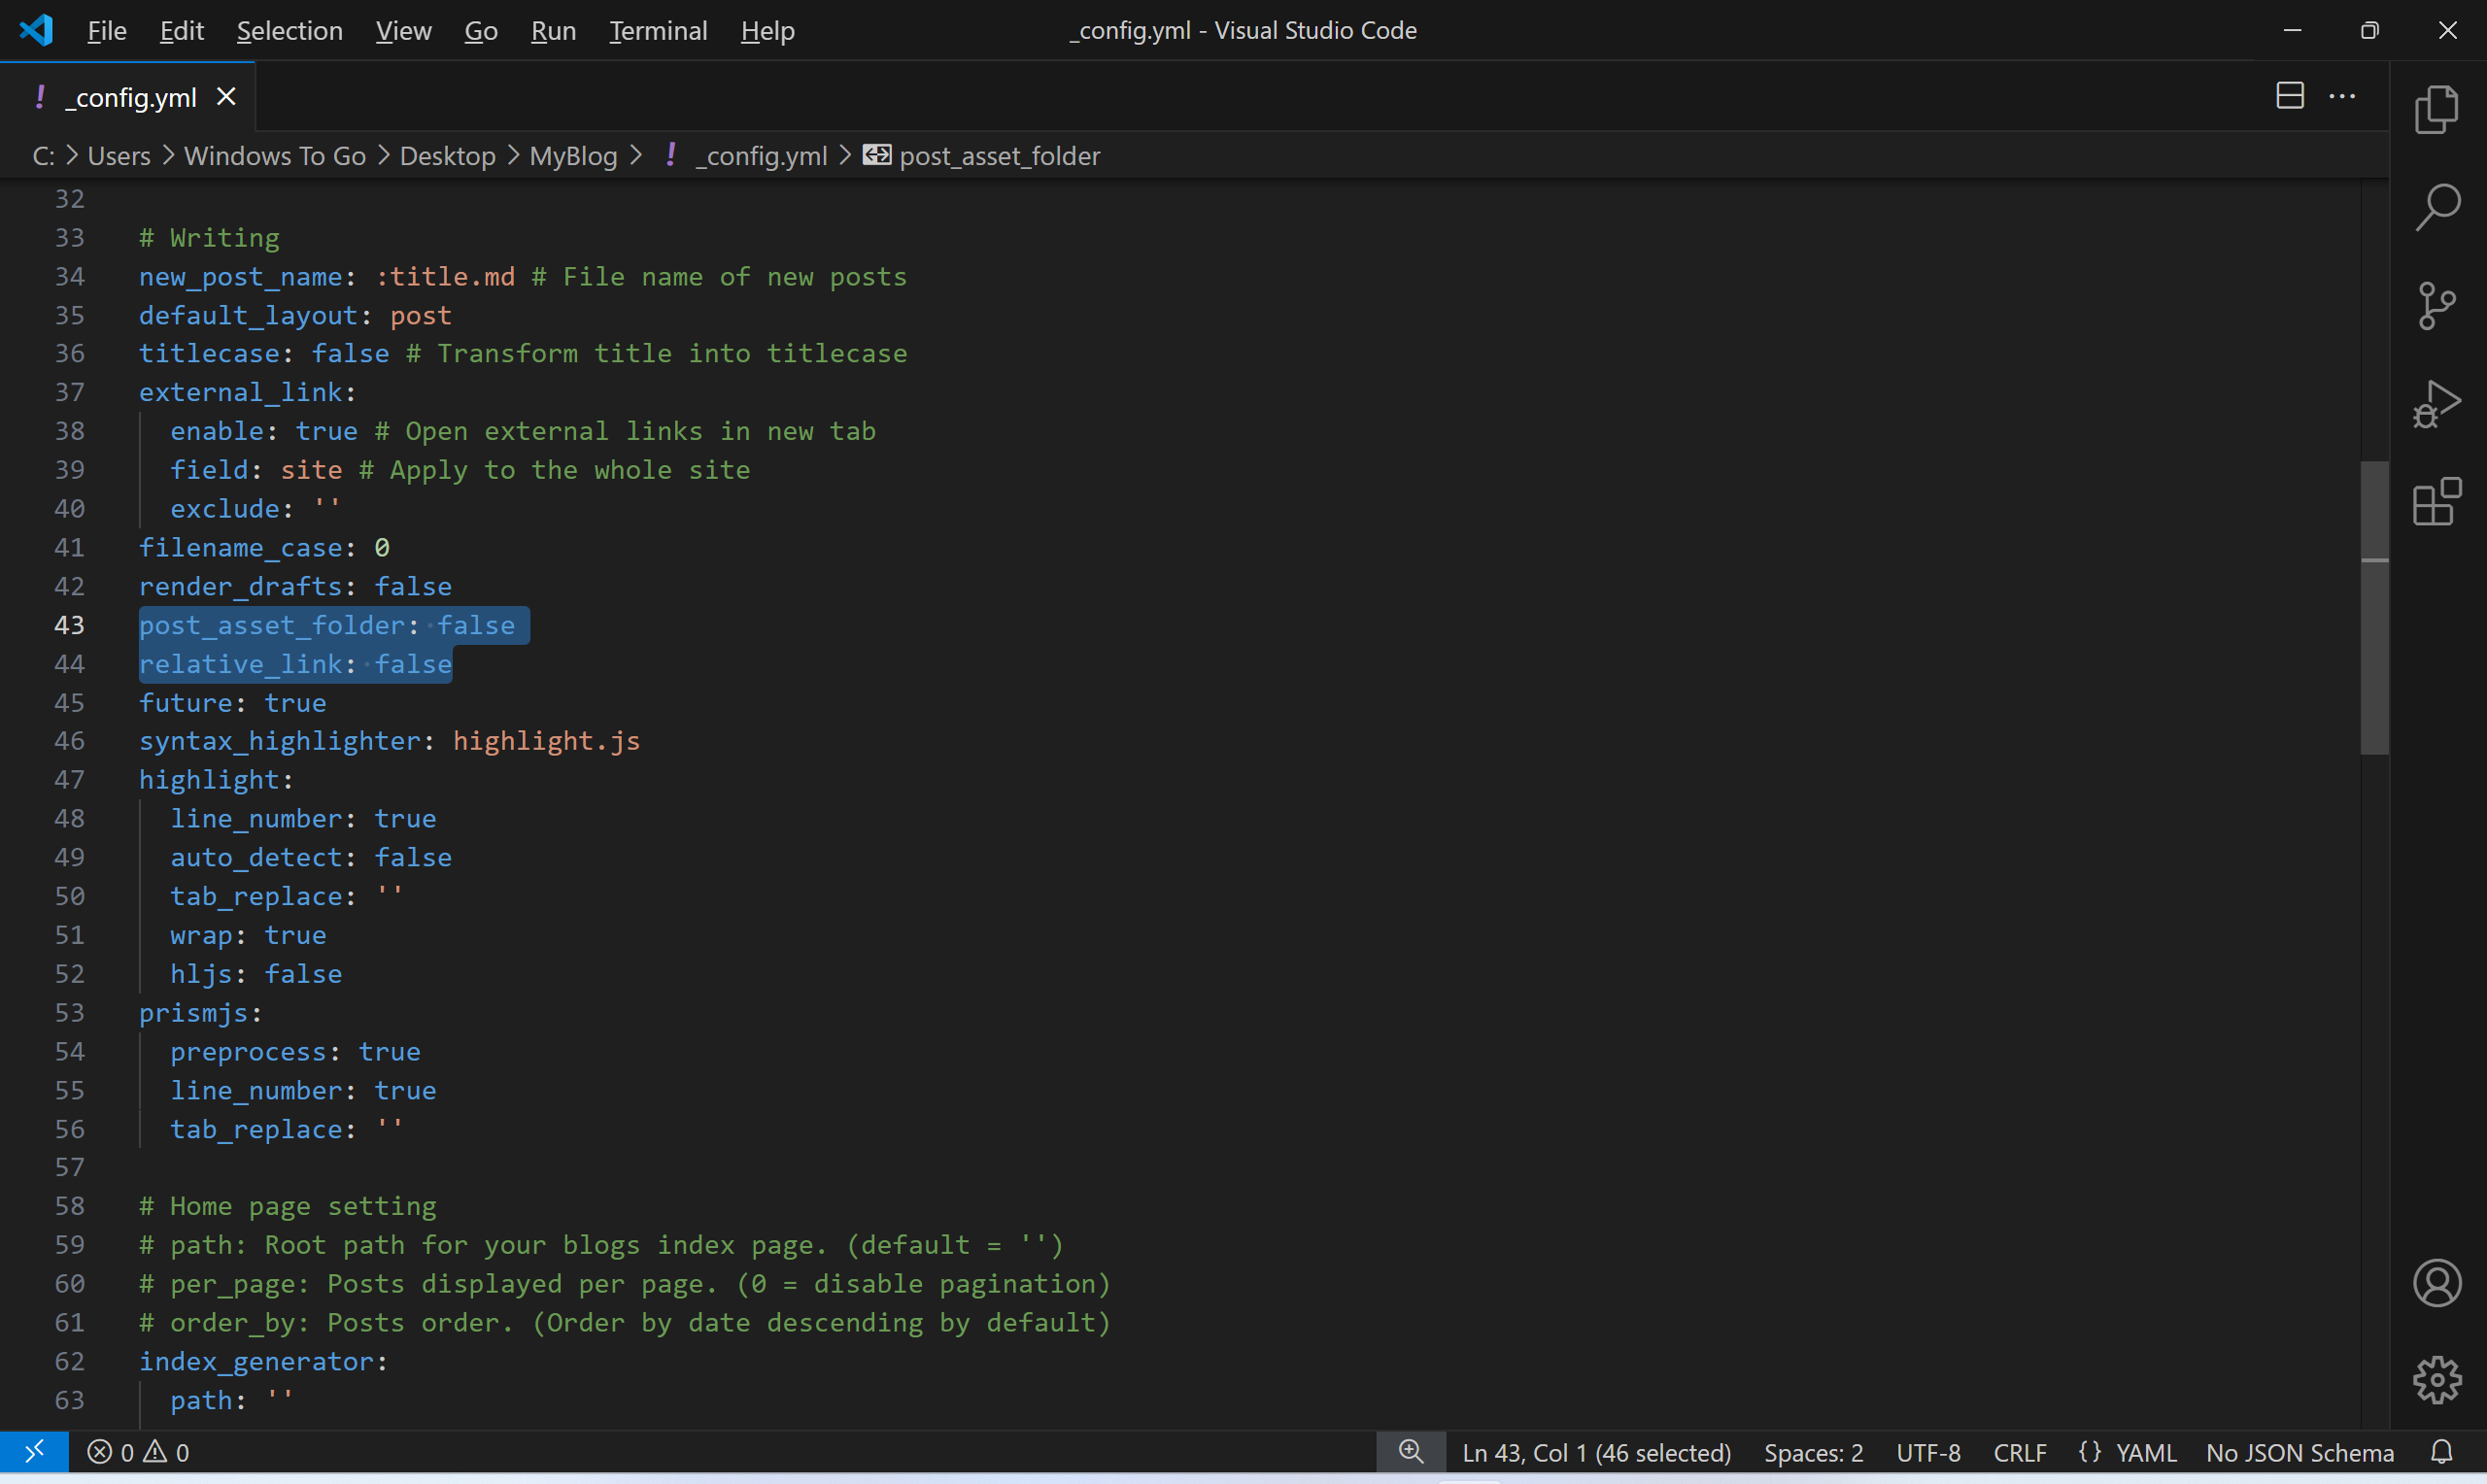 File Edit Selection View Go Run Terminal Help
_config.yml - Visual Studio Code
! _config.yml
C: > Users > Windows To Go > Desktop > MyBlog > ! _config.yml > post_asset_folder
32
33 # Writing
34 new_post_name: :title.md # File name of new posts
35 default_layout: post
36 titlecase: false # Transform title into titlecase
37 external_link:
38   enable: true # Open external links in new tab
39   field: site # Apply to the whole site
40   exclude: ''
41 filename_case: 0
42 render_drafts: false
43 post_asset_folder: false
44 relative_link: false
45 future: true
46 syntax_highlighter: highlight.js
47 highlight:
48   line_number: true
49   auto_detect: false
50   tab_replace: ''
51   wrap: true
52   hljs: false
53 prismjs:
54   preprocess: true
55   line_number: true
56   tab_replace: ''
57
58 # Home page setting
59 # path: Root path for your blogs index page. (default = '')
60 # per_page: Posts displayed per page. (0 = disable pagination)
61 # order_by: Posts order. (Order by date descending by default)
62 index_generator:
63   path: ''
0 0 Ln 43, Col 1 (46 selected) Spaces: 2 UTF-8 CRLF {} YAML No JSON Schema